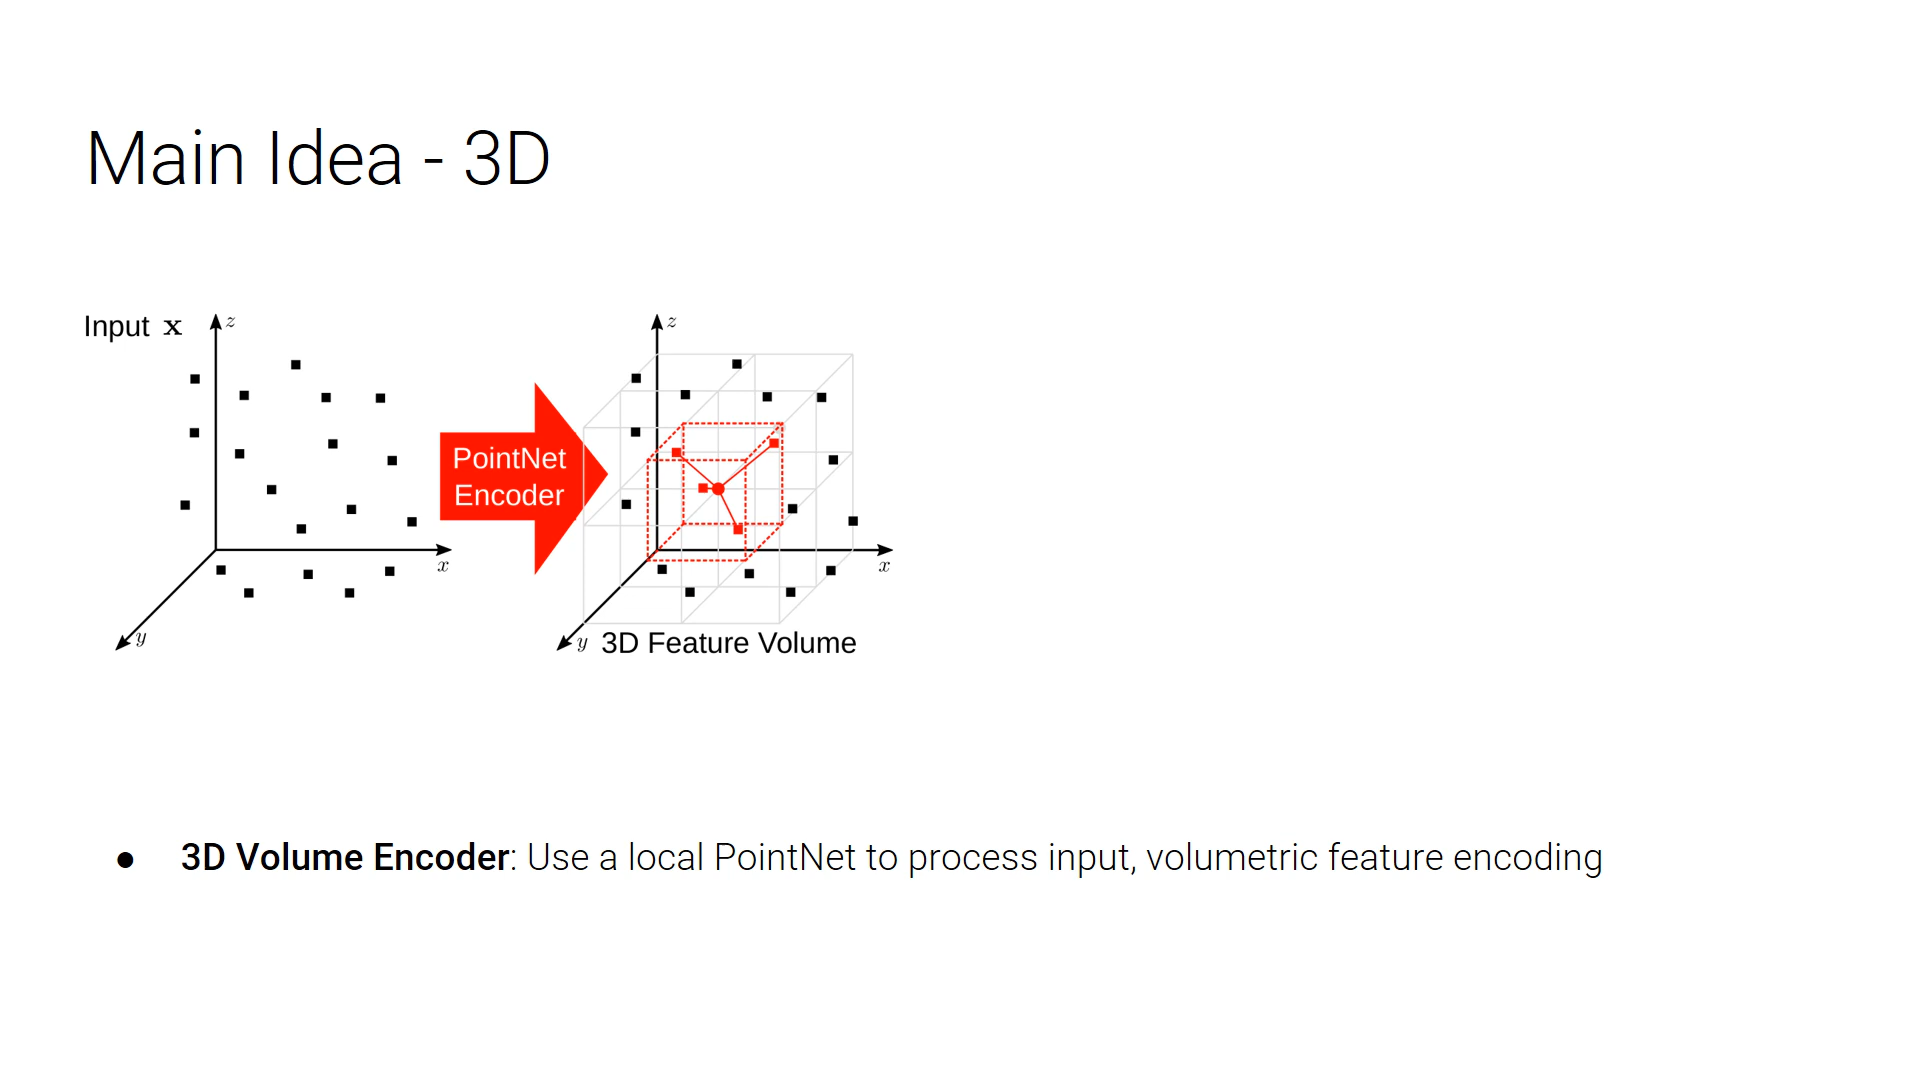 Main Idea - 3D
Input x
z
x
y
PointNet
Encoder
z
x
y
3D Feature Volume
● 3D Volume Encoder: Use a local PointNet to process input, volumetric feature encoding